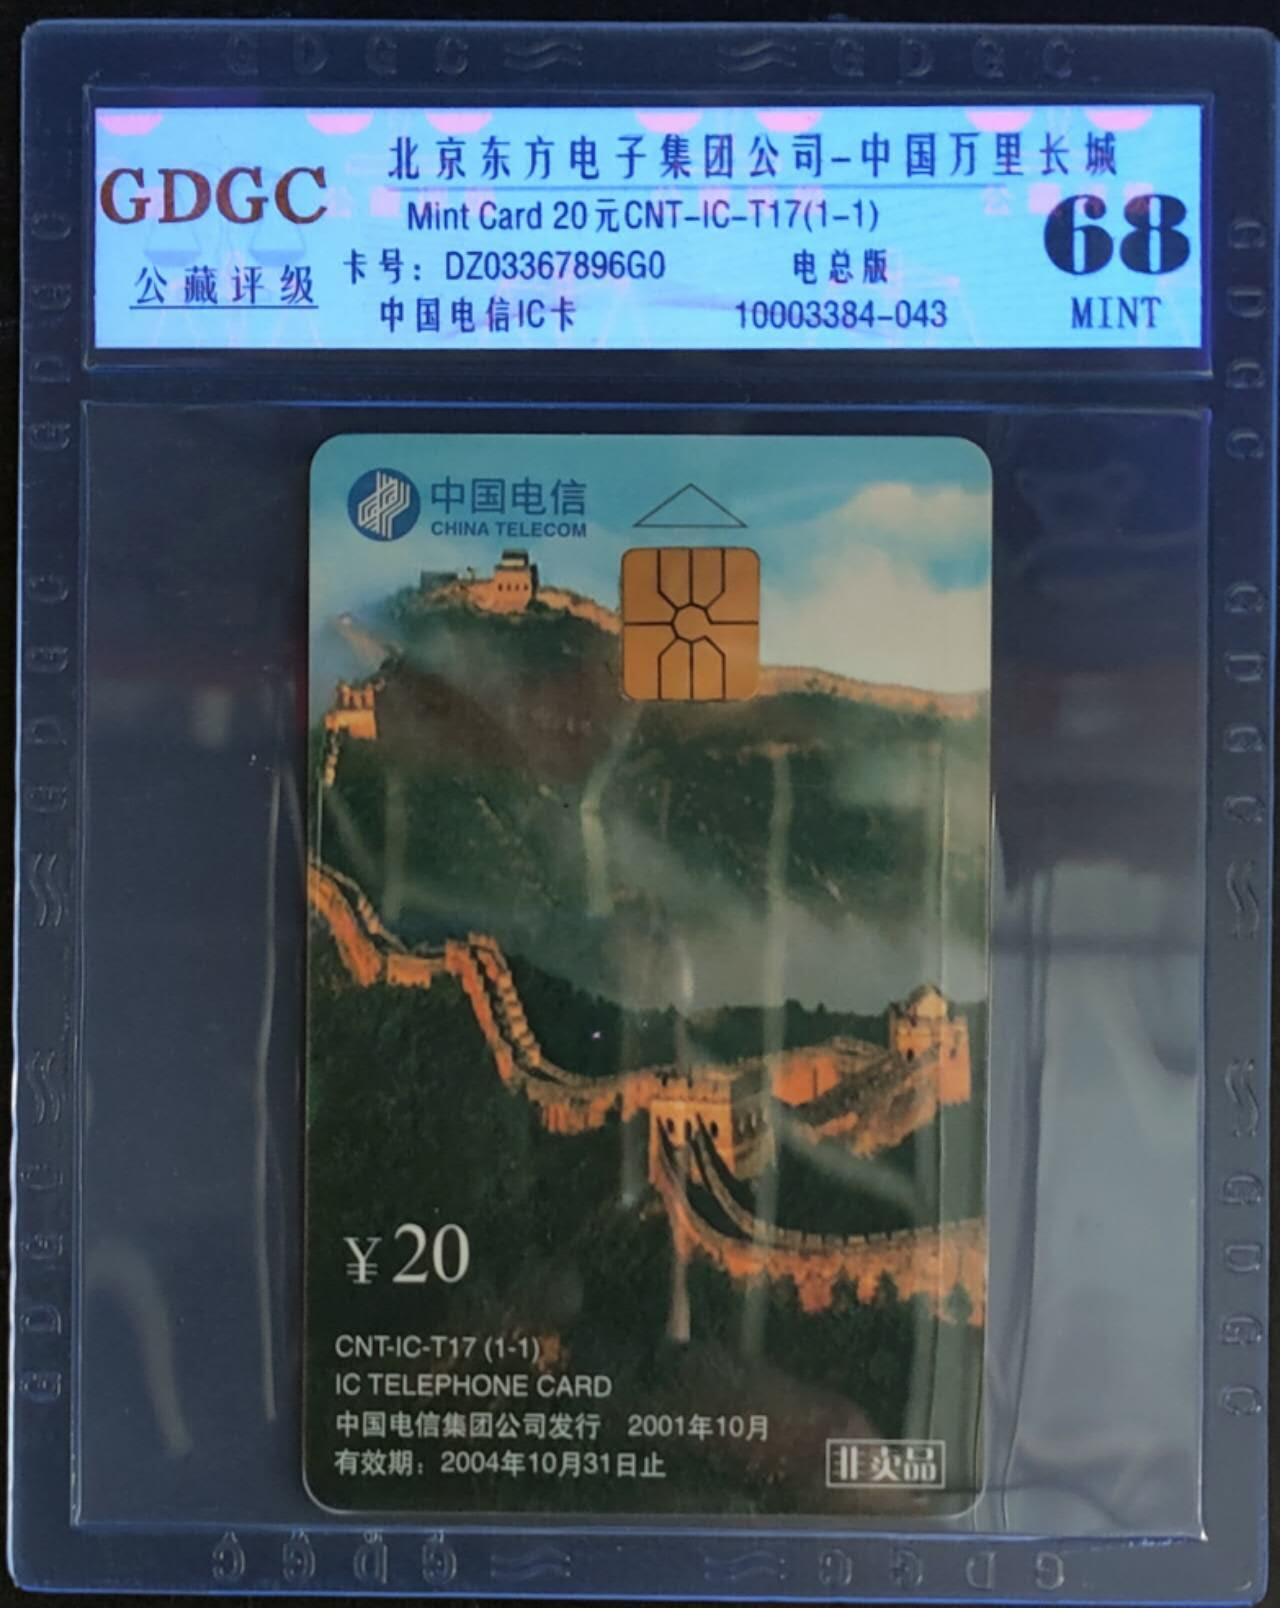 GDGC
公藏评级
北京东方电子集团公司-中国万里长城
Mint Card 20元CNT-IC-T17(1-1)
卡号：DZ03367896G0 电总版
中国电信IC卡 10003384-043
68
MINT
中国电信
CHINA TELECOM
¥20
CNT-IC-T17 (1-1)
IC TELEPHONE CARD
中国电信集团公司发行 2001年10月
有效期：2004年10月31日止
非卖品